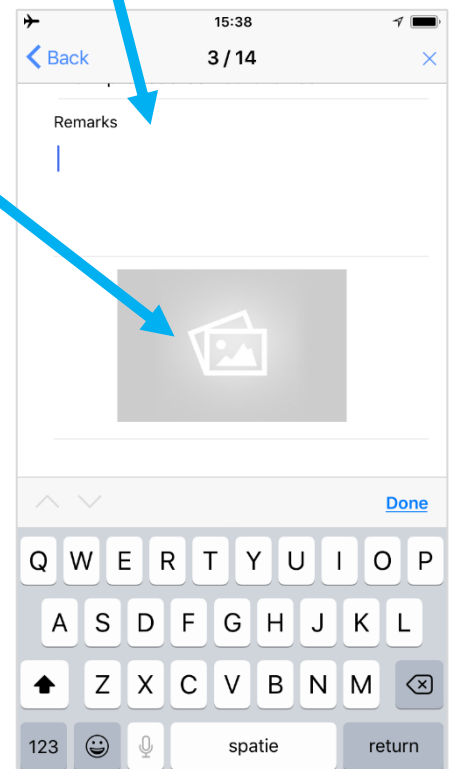 15:38
Back 3 / 14
Remarks
Done
Q W E R T Y U I O P
A S D F G H J K L
Z X C V B N M
123 spatie return